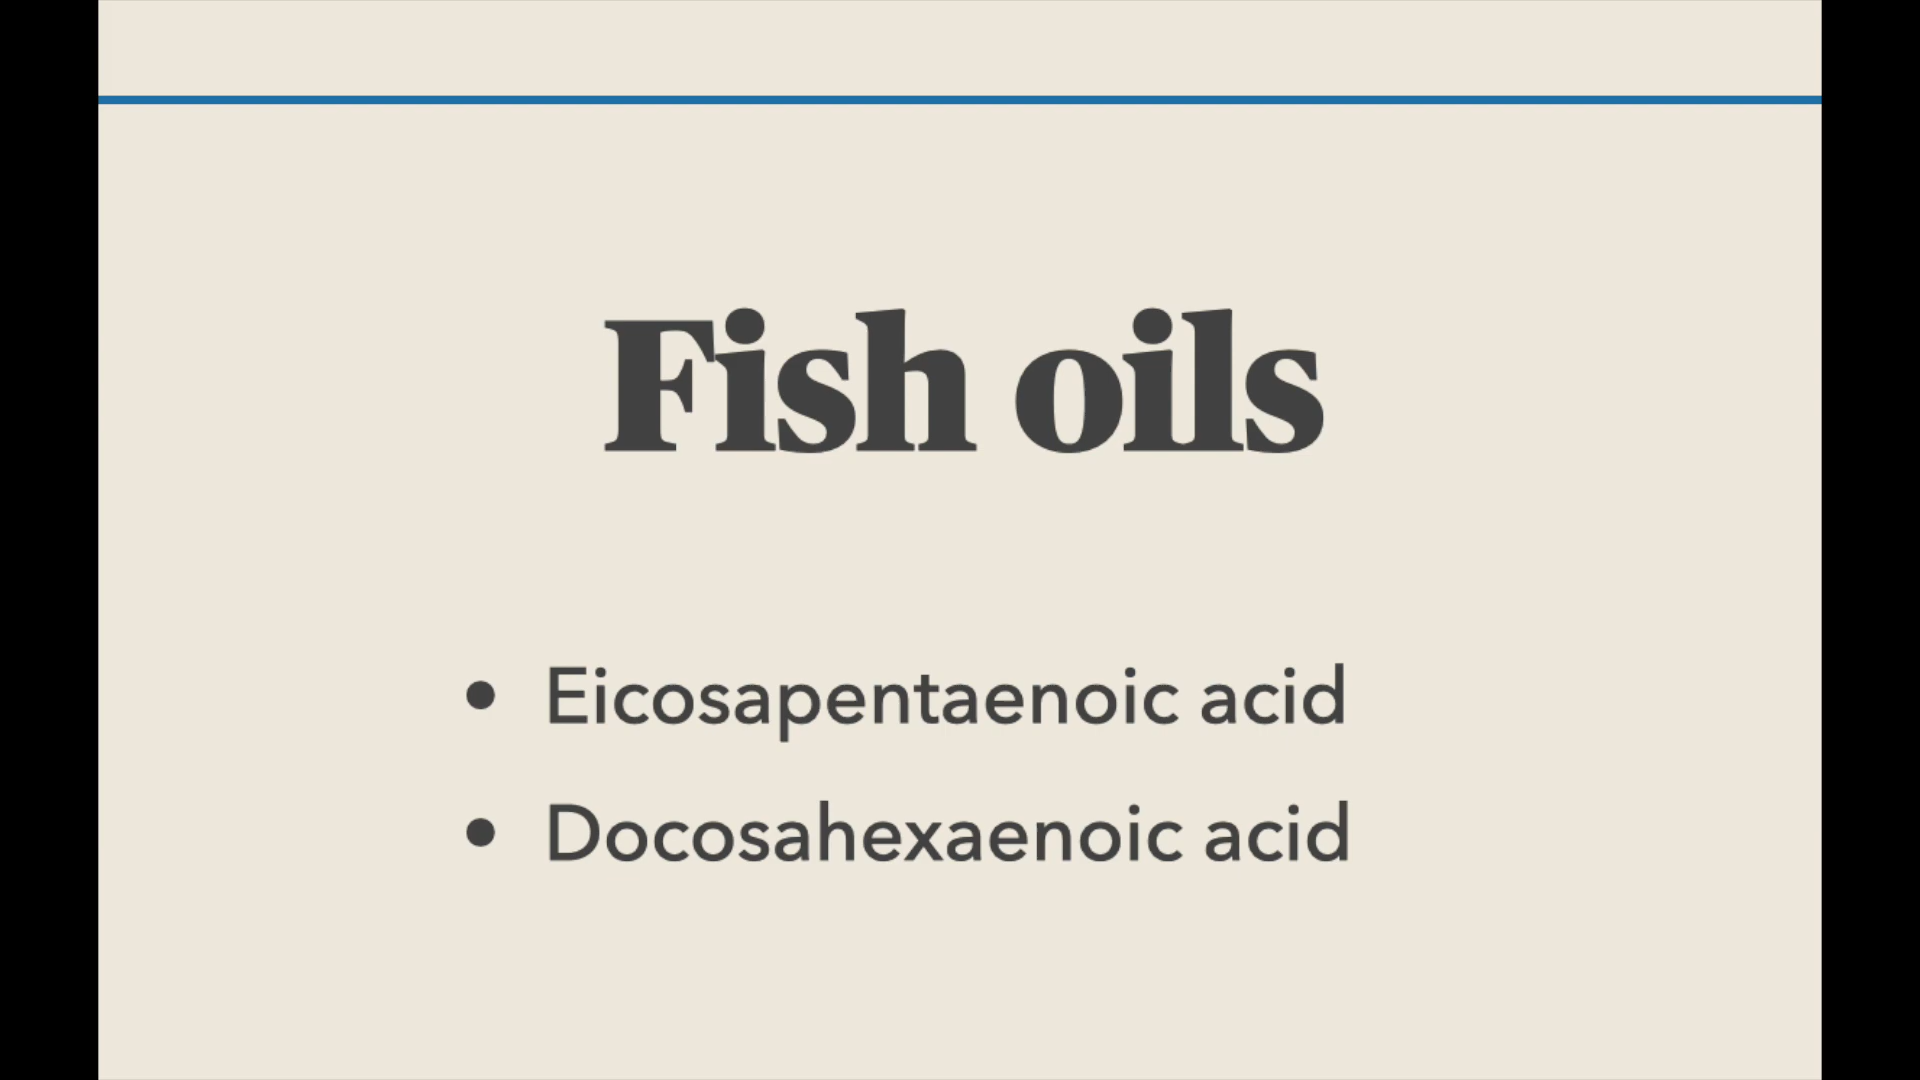 Fish oils
• Eicosapentaenoic acid
• Docosahexaenoic acid